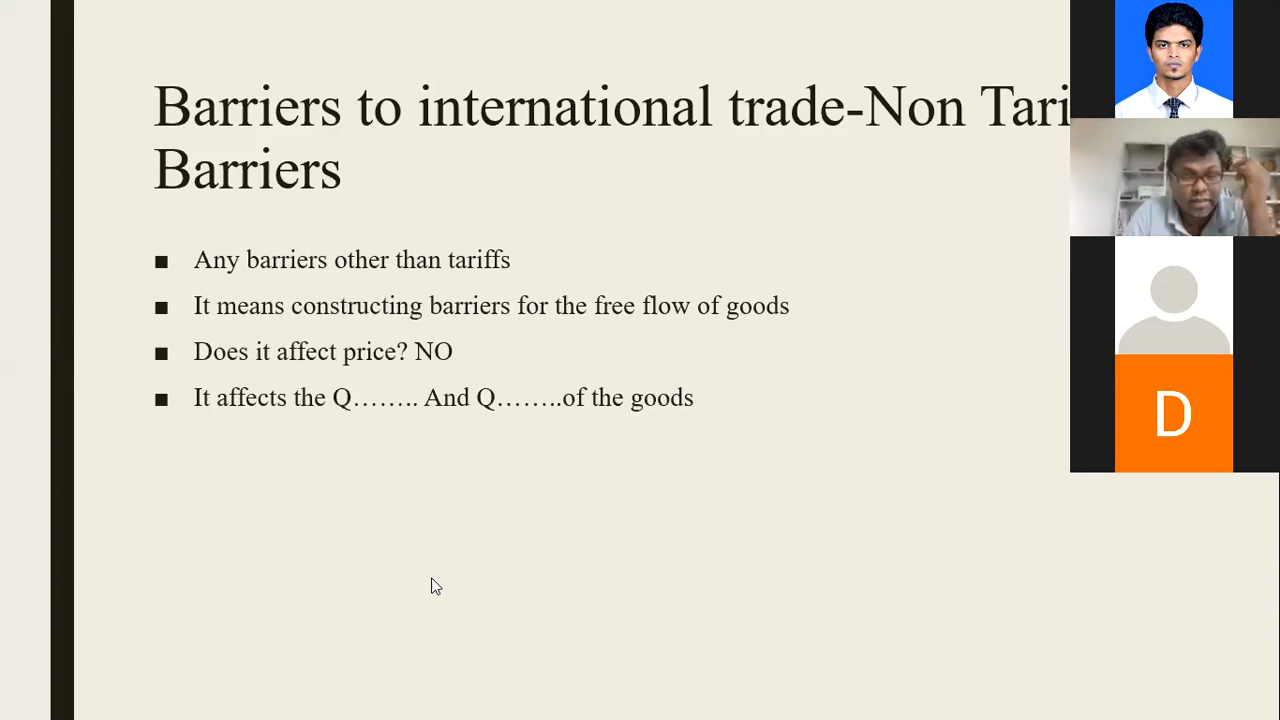 Barriers to international trade-Non Tari
Barriers
■ Any barriers other than tariffs
■ It means constructing barriers for the free flow of goods
■ Does it affect price? NO
■ It affects the Q…….. And Q……..of the goods
D